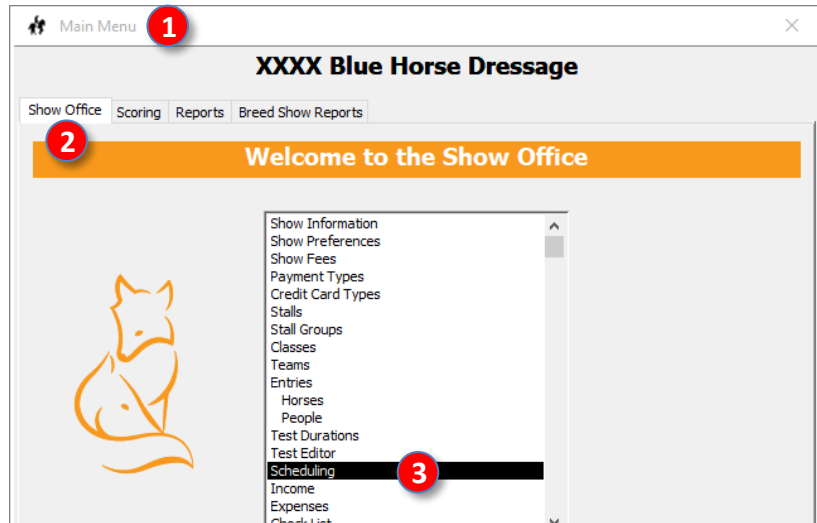 Main Menu 1
XXXX Blue Horse Dressage
Show Office Scoring Reports Breed Show Reports
2
Welcome to the Show Office
Show Information
Show Preferences
Show Fees
Payment Types
Credit Card Types
Stalls
Stall Groups
Classes
Teams
Entries
Horses
People
Test Durations
Test Editor
Scheduling 3
Income
Expenses
Check List